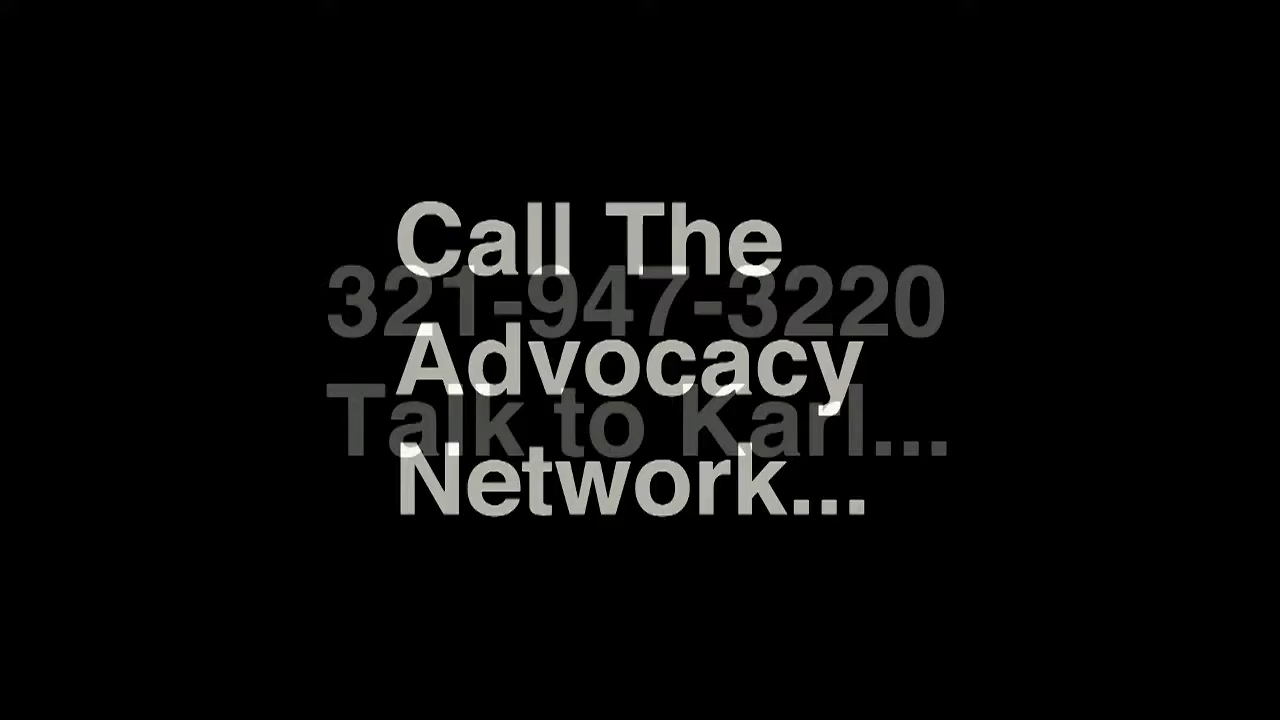 Call The
321-947-3220
Advocacy
Talk to Karl...
Network...